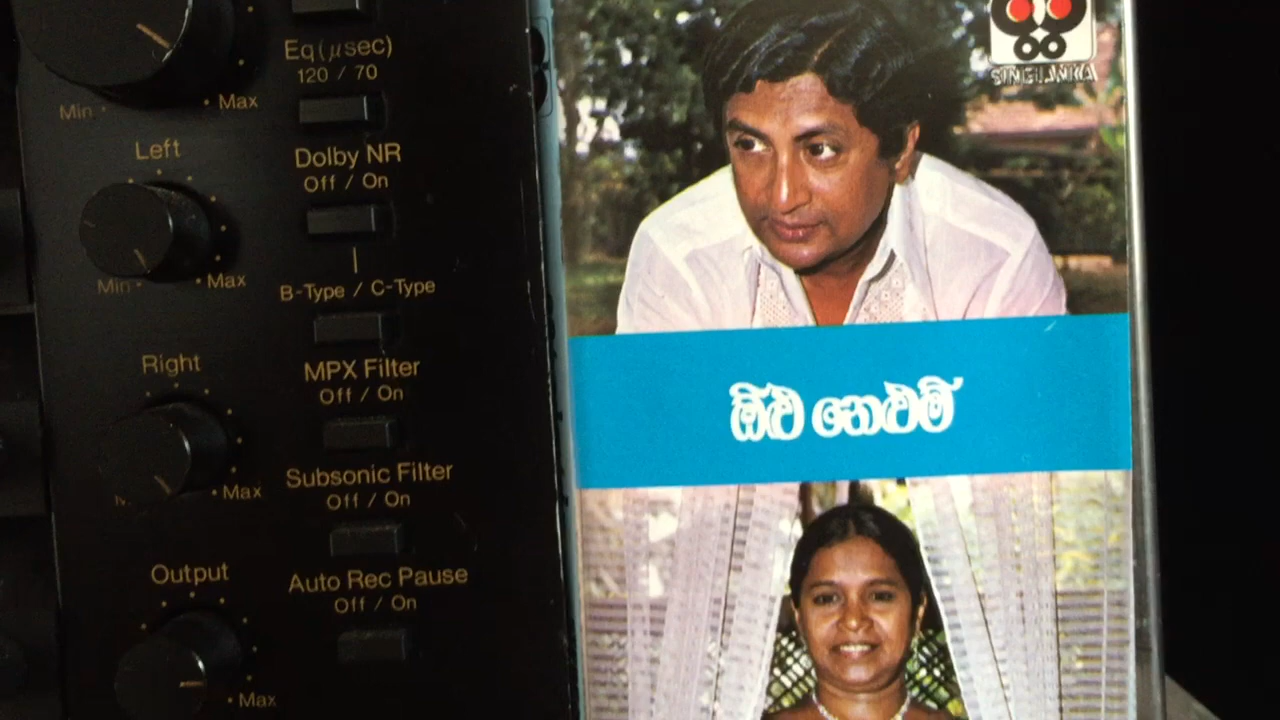 Eq (μsec)
120 / 70
Min
Max
Left
Dolby NR
Off / On
Min
Max
B-Type / C-Type
Right
MPX Filter
Off / On
Max
Subsonic Filter
Off / On
Output
Auto Rec Pause
Off / On
Max
SINGLANKA
ඕලු නෙළුම්